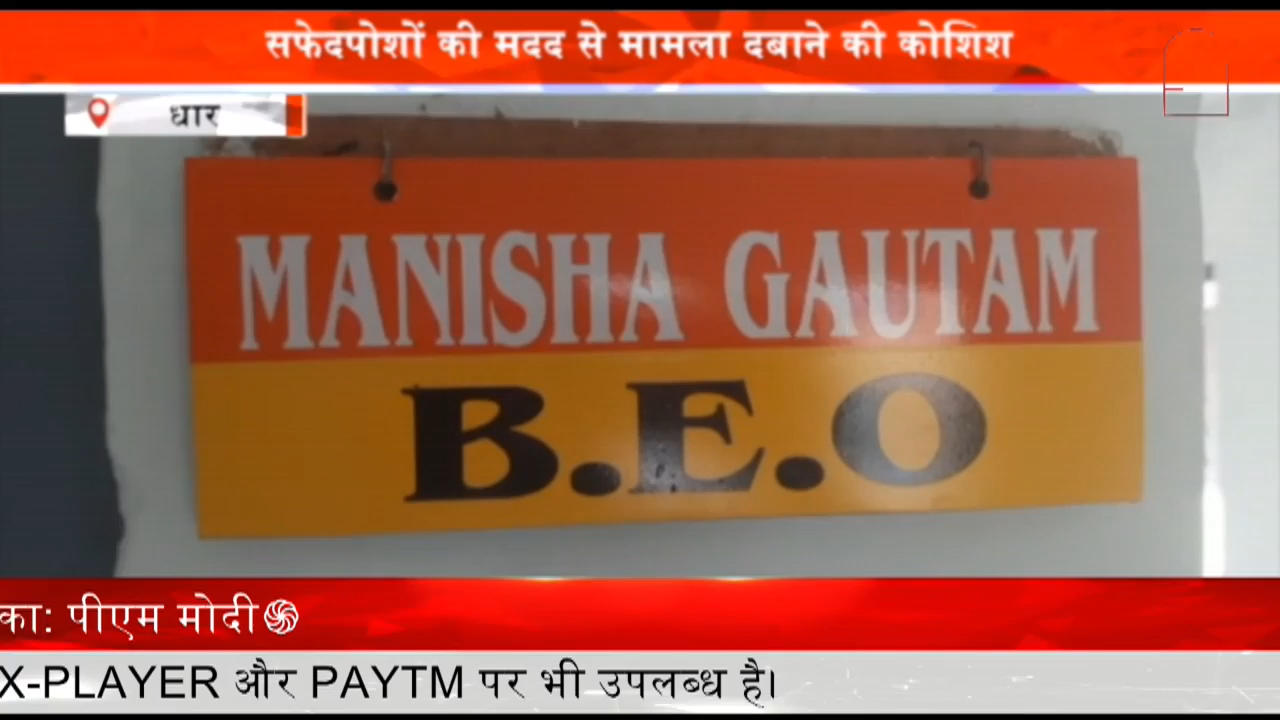 सफेदपोशों की मदद से मामला दबाने की कोशिश
धार
MANISHA GAUTAM
B.E.O
का: पीएम मोदी
X-PLAYER और PAYTM पर भी उपलब्ध है।